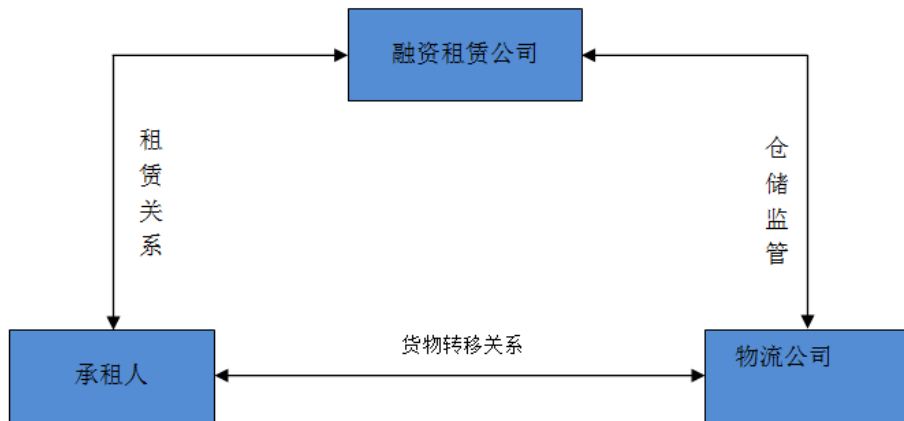 融资租赁公司
租赁关系
仓储监管
货物转移关系
承租人
物流公司